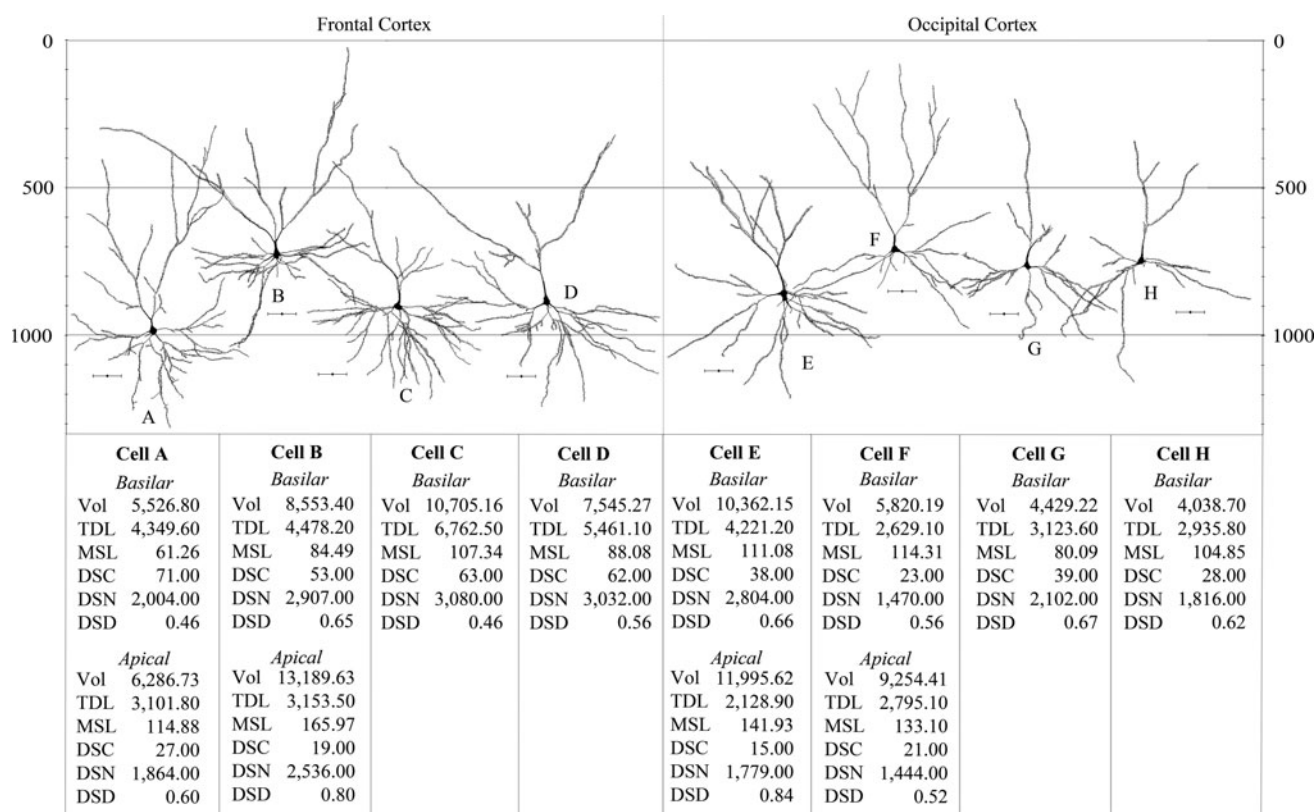 Frontal Cortex Occipital Cortex
0 0
500 500
1000 1000
A
B
C
D
E
F
G
H
Cell A
Basilar
Vol 5,526.80
TDL 4,349.60
MSL 61.26
DSC 71.00
DSN 2,004.00
DSD 0.46
Apical
Vol 6,286.73
TDL 3,101.80
MSL 114.88
DSC 27.00
DSN 1,864.00
DSD 0.60
Cell B
Basilar
Vol 8,553.40
TDL 4,478.20
MSL 84.49
DSC 53.00
DSN 2,907.00
DSD 0.65
Apical
Vol 13,189.63
TDL 3,153.50
MSL 165.97
DSC 19.00
DSN 2,536.00
DSD 0.80
Cell C
Basilar
Vol 10,705.16
TDL 6,762.50
MSL 107.34
DSC 63.00
DSN 3,080.00
DSD 0.46
Cell D
Basilar
Vol 7,545.27
TDL 5,461.10
MSL 88.08
DSC 62.00
DSN 3,032.00
DSD 0.56
Cell E
Basilar
Vol 10,362.15
TDL 4,221.20
MSL 111.08
DSC 38.00
DSN 2,804.00
DSD 0.66
Apical
Vol 11,995.62
TDL 2,128.90
MSL 141.93
DSC 15.00
DSN 1,779.00
DSD 0.84
Cell F
Basilar
Vol 5,820.19
TDL 2,629.10
MSL 114.31
DSC 23.00
DSN 1,470.00
DSD 0.56
Apical
Vol 9,254.41
TDL 2,795.10
MSL 133.10
DSC 21.00
DSN 1,444.00
DSD 0.52
Cell G
Basilar
Vol 4,429.22
TDL 3,123.60
MSL 80.09
DSC 39.00
DSN 2,102.00
DSD 0.67
Cell H
Basilar
Vol 4,038.70
TDL 2,935.80
MSL 104.85
DSC 28.00
DSN 1,816.00
DSD 0.62